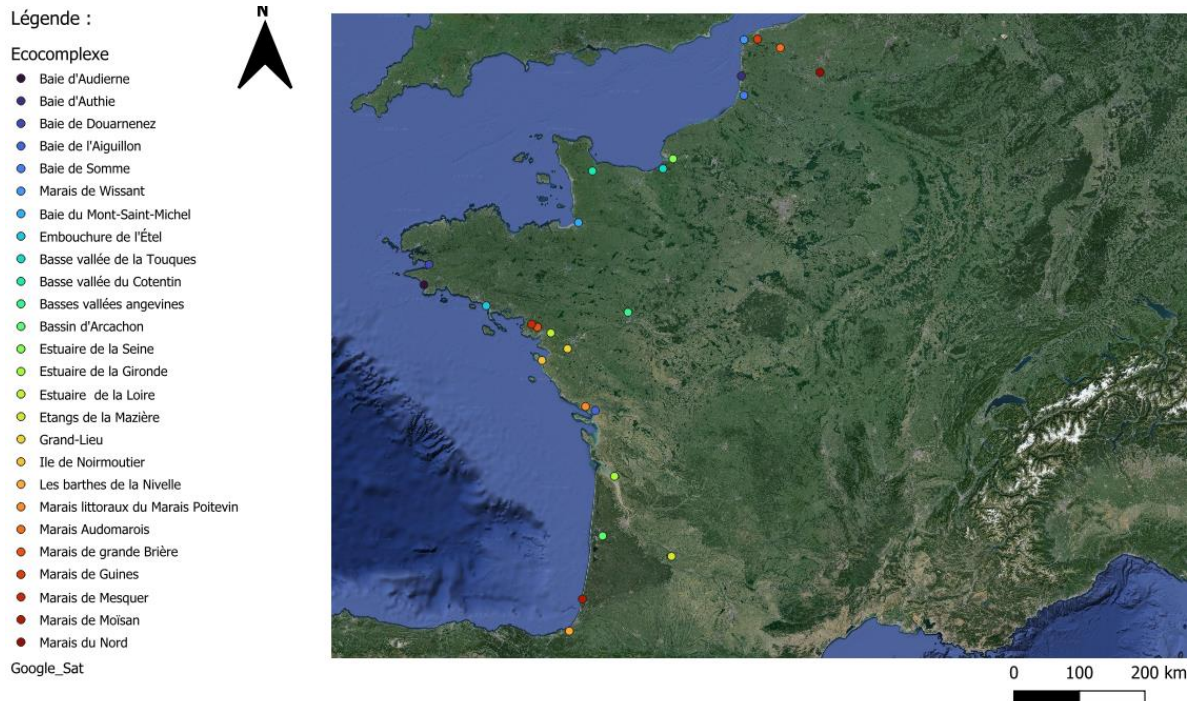 Légende :
N
Ecocomplexe
Baie d'Audierne
Baie d'Authie
Baie de Douarnenez
Baie de l'Aiguillon
Baie de Somme
Marais de Wissant
Baie du Mont-Saint-Michel
Embouchure de l'Étel
Basse vallée de la Touques
Basse vallée du Cotentin
Basses vallées angevines
Bassin d'Arcachon
Estuaire de la Seine
Estuaire de la Gironde
Estuaire de la Loire
Etangs de la Mazière
Grand-Lieu
Ile de Noirmoutier
Les barthes de la Nivelle
Marais littoraux du Marais Poitevin
Marais Audomarois
Marais de grande Brière
Marais de Guines
Marais de Mesquer
Marais de Moïsan
Marais du Nord
Google_Sat
0 100 200 km